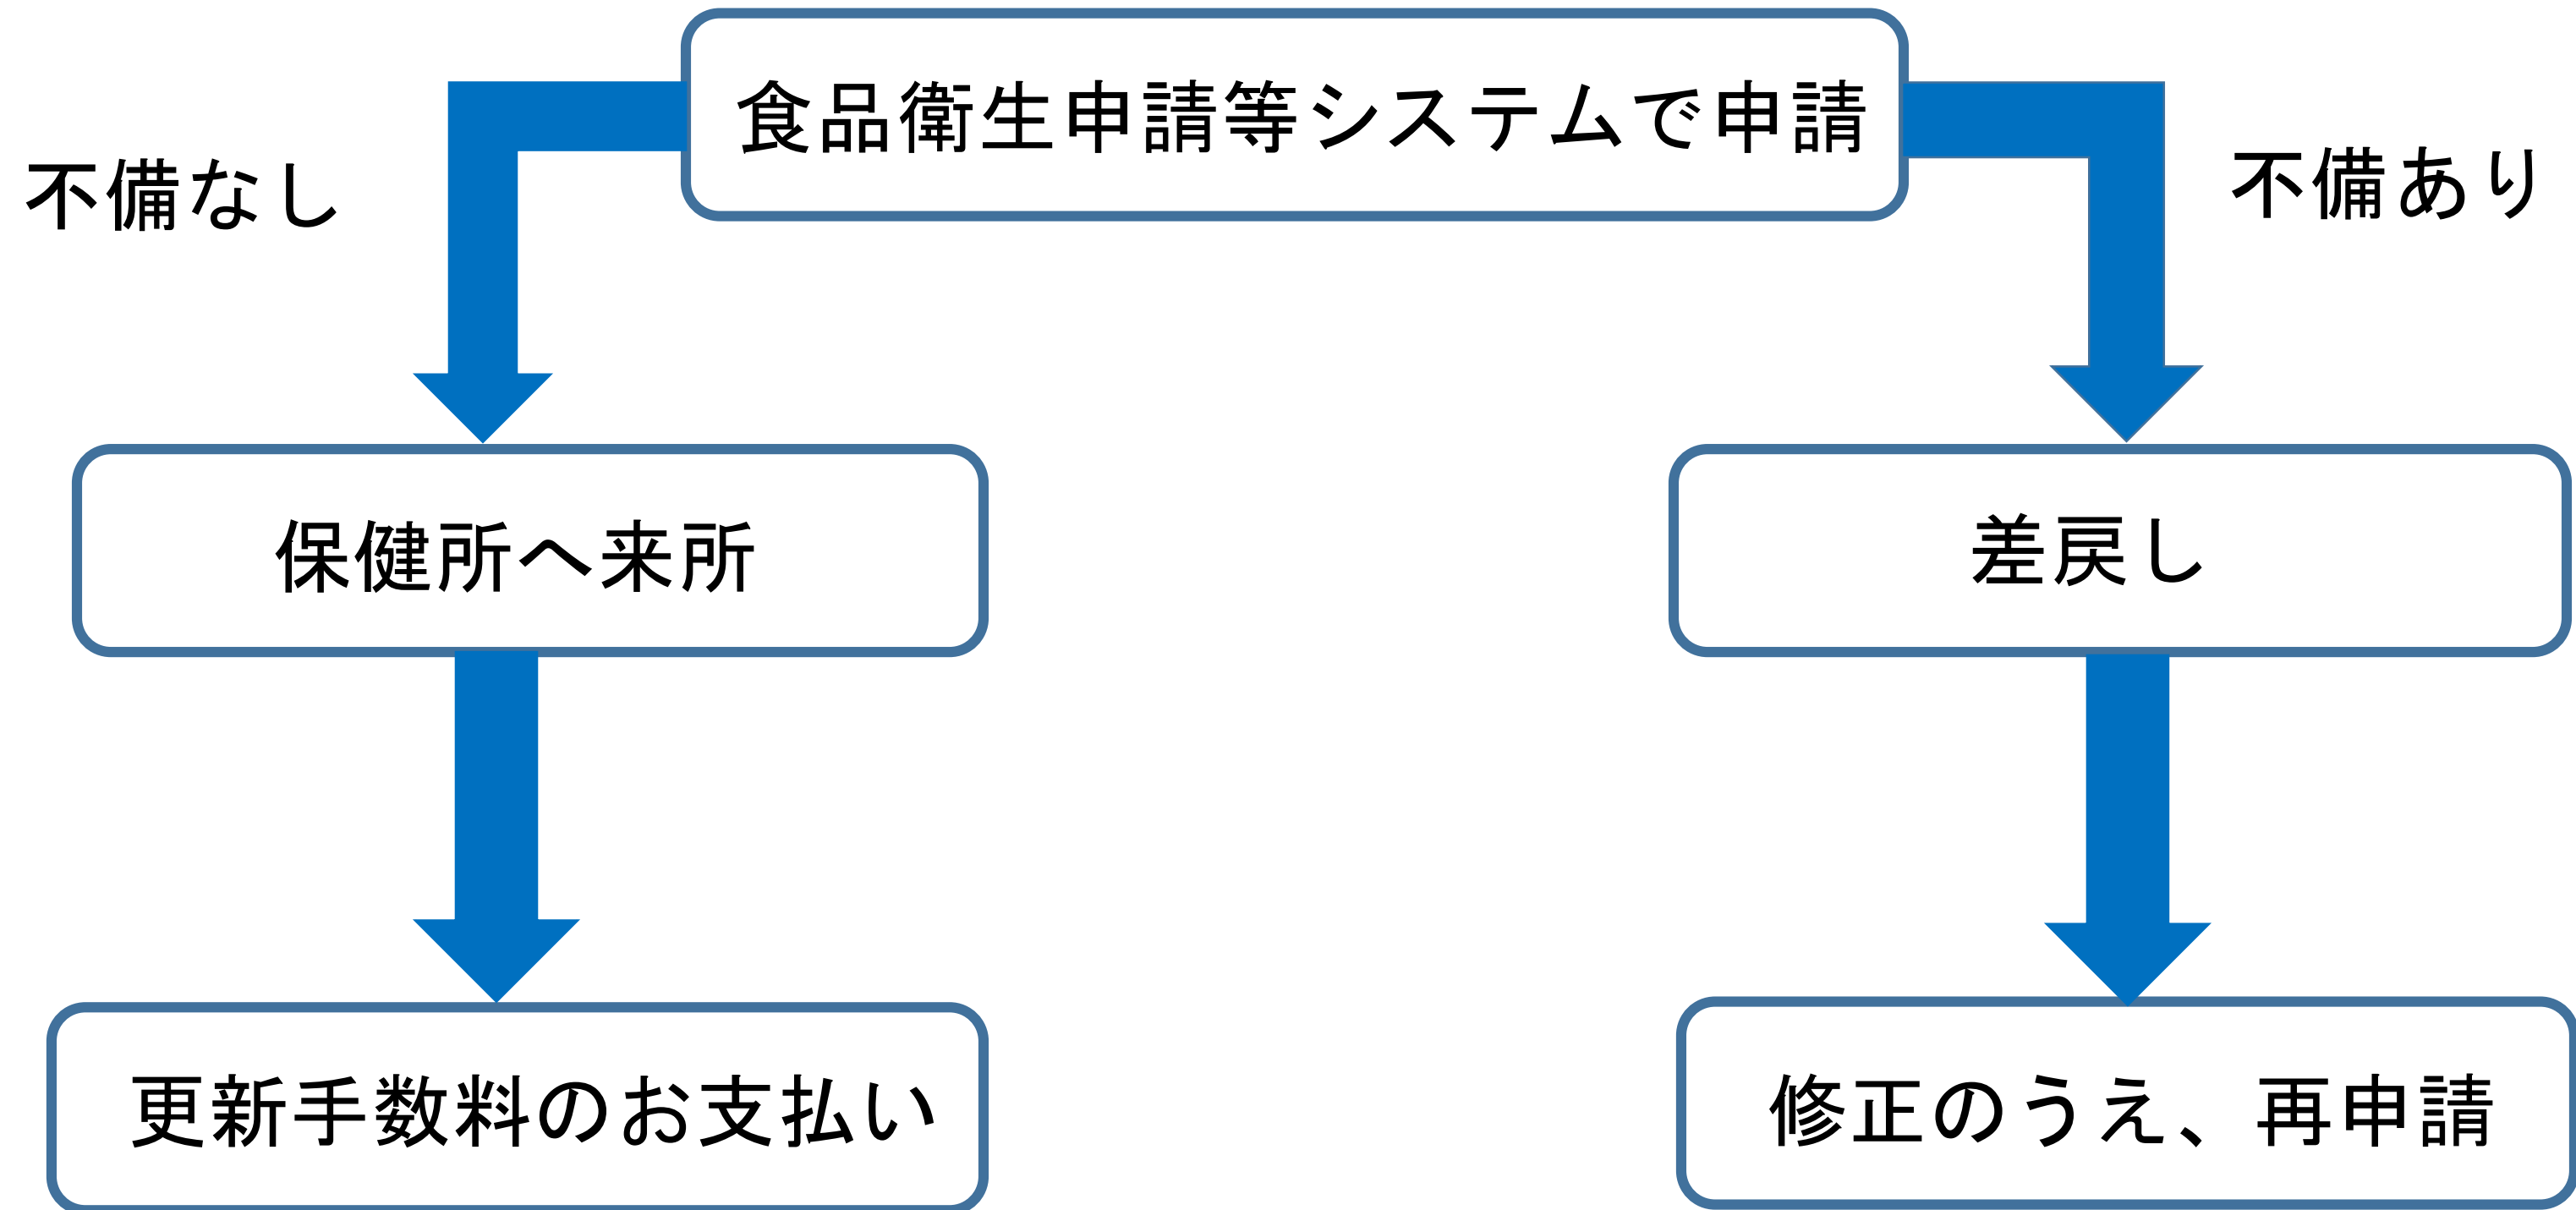 食品衛生申請等システムで申請
不備なし
不備あり
保健所へ来所
差戻し
更新手数料のお支払い
修正のうえ、再申請